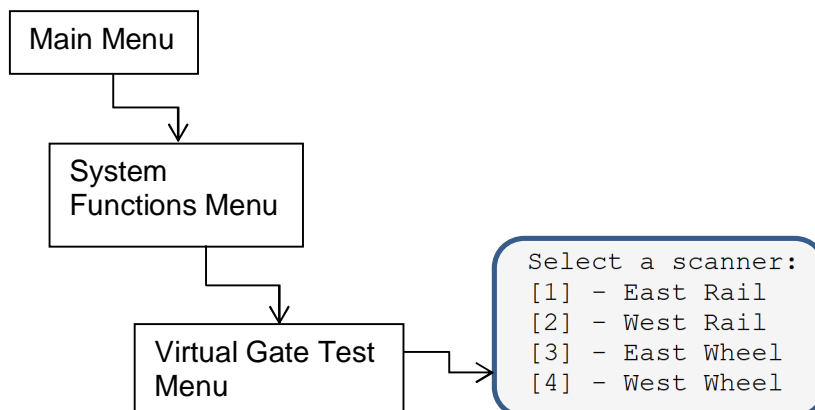 Main Menu
System
Functions Menu
Virtual Gate Test
Menu
Select a scanner:
[1] – East Rail
[2] – West Rail
[3] – East Wheel
[4] – West Wheel